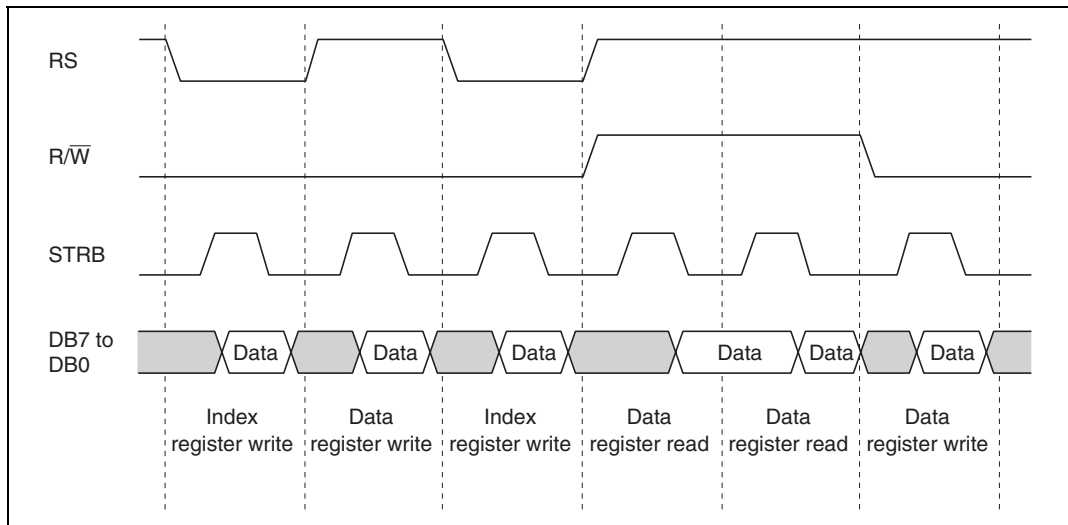 RS
R/W̅
STRB
DB7 to
DB0
Data Data Data Data Data Data
Index
register write
Data
register write
Index
register write
Data
register read
Data
register read
Data
register write